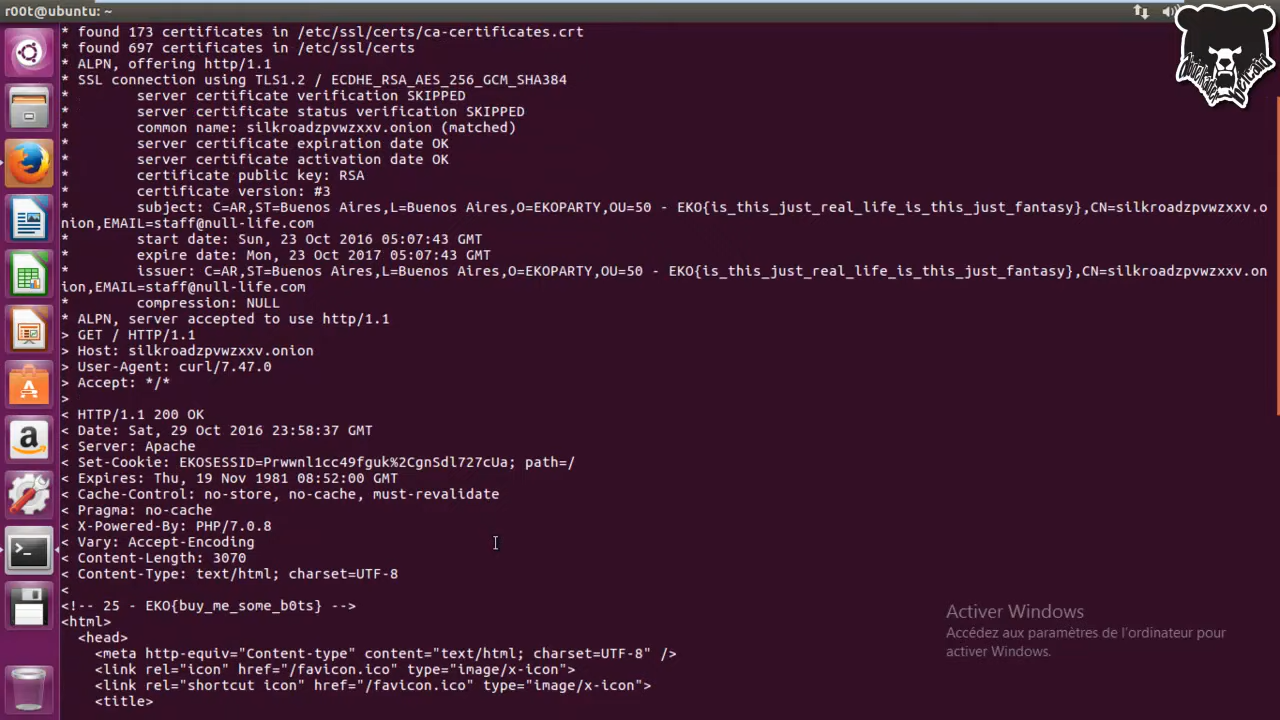 r00t@ubuntu: ~
* found 173 certificates in /etc/ssl/certs/ca-certificates.crt
* found 697 certificates in /etc/ssl/certs
* ALPN, offering http/1.1
* SSL connection using TLS1.2 / ECDHE_RSA_AES_256_GCM_SHA384
* server certificate verification SKIPPED
* server certificate status verification SKIPPED
* common name: silkroadzpvwzxxv.onion (matched)
* server certificate expiration date OK
* server certificate activation date OK
* certificate public key: RSA
* certificate version: #3
* subject: C=AR,ST=Buenos Aires,L=Buenos Aires,O=EKOPARTY,OU=50 - EKO{is_this_just_real_life_is_this_just_fantasy},CN=silkroadzpvwzxxv.o
nion,EMAIL=staff@null-life.com
* start date: Sun, 23 Oct 2016 05:07:43 GMT
* expire date: Mon, 23 Oct 2017 05:07:43 GMT
* issuer: C=AR,ST=Buenos Aires,L=Buenos Aires,O=EKOPARTY,OU=50 - EKO{is_this_just_real_life_is_this_just_fantasy},CN=silkroadzpvwzxxv.on
ion,EMAIL=staff@null-life.com
* compression: NULL
* ALPN, server accepted to use http/1.1
> GET / HTTP/1.1
> Host: silkroadzpvwzxxv.onion
> User-Agent: curl/7.47.0
> Accept: */*
>
< HTTP/1.1 200 OK
< Date: Sat, 29 Oct 2016 23:58:37 GMT
< Server: Apache
< Set-Cookie: EKOSESSID=Prwwnl1cc49fguk%2CgnSdl727cUa; path=/
< Expires: Thu, 19 Nov 1981 08:52:00 GMT
< Cache-Control: no-store, no-cache, must-revalidate
< Pragma: no-cache
< X-Powered-By: PHP/7.0.8
< Vary: Accept-Encoding
< Content-Length: 3070
< Content-Type: text/html; charset=UTF-8
<
<!-- 25 - EKO{buy_me_some_b0ts} -->
<html>
<head>
<meta http-equiv="Content-type" content="text/html; charset=UTF-8" />
<link rel="icon" href="/favicon.ico" type="image/x-icon">
<link rel="shortcut icon" href="/favicon.ico" type="image/x-icon">
<title>
Activer Windows
Accédez aux paramètres de l'ordinateur pour
activer Windows.